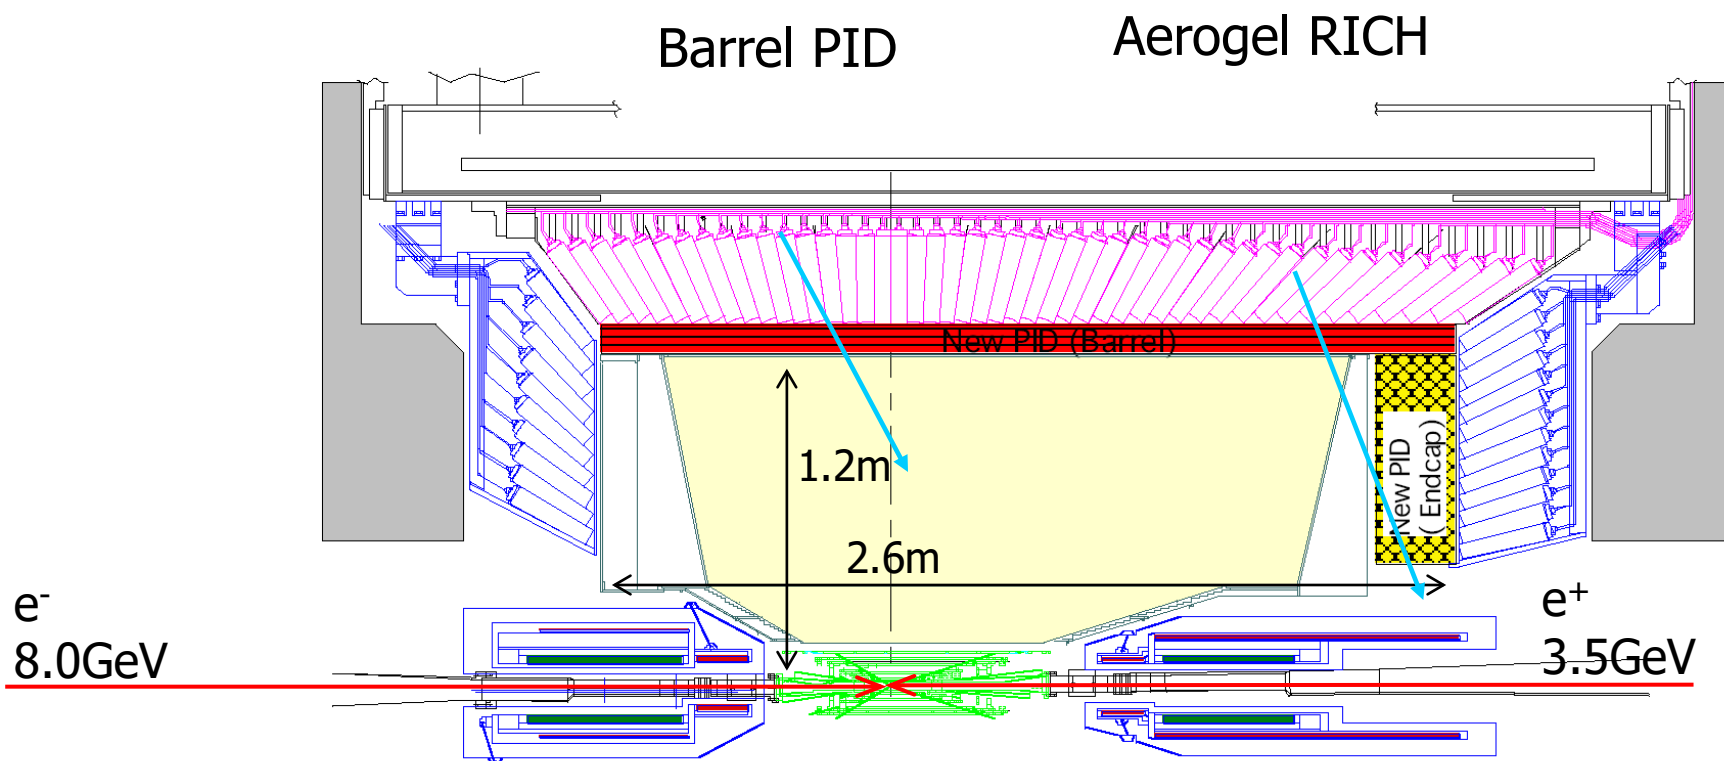 Barrel PID
Aerogel RICH
New PID (Barrel)
1.2m
New PID
( Endcap)
2.6m
e-
8.0GeV
e+
3.5GeV